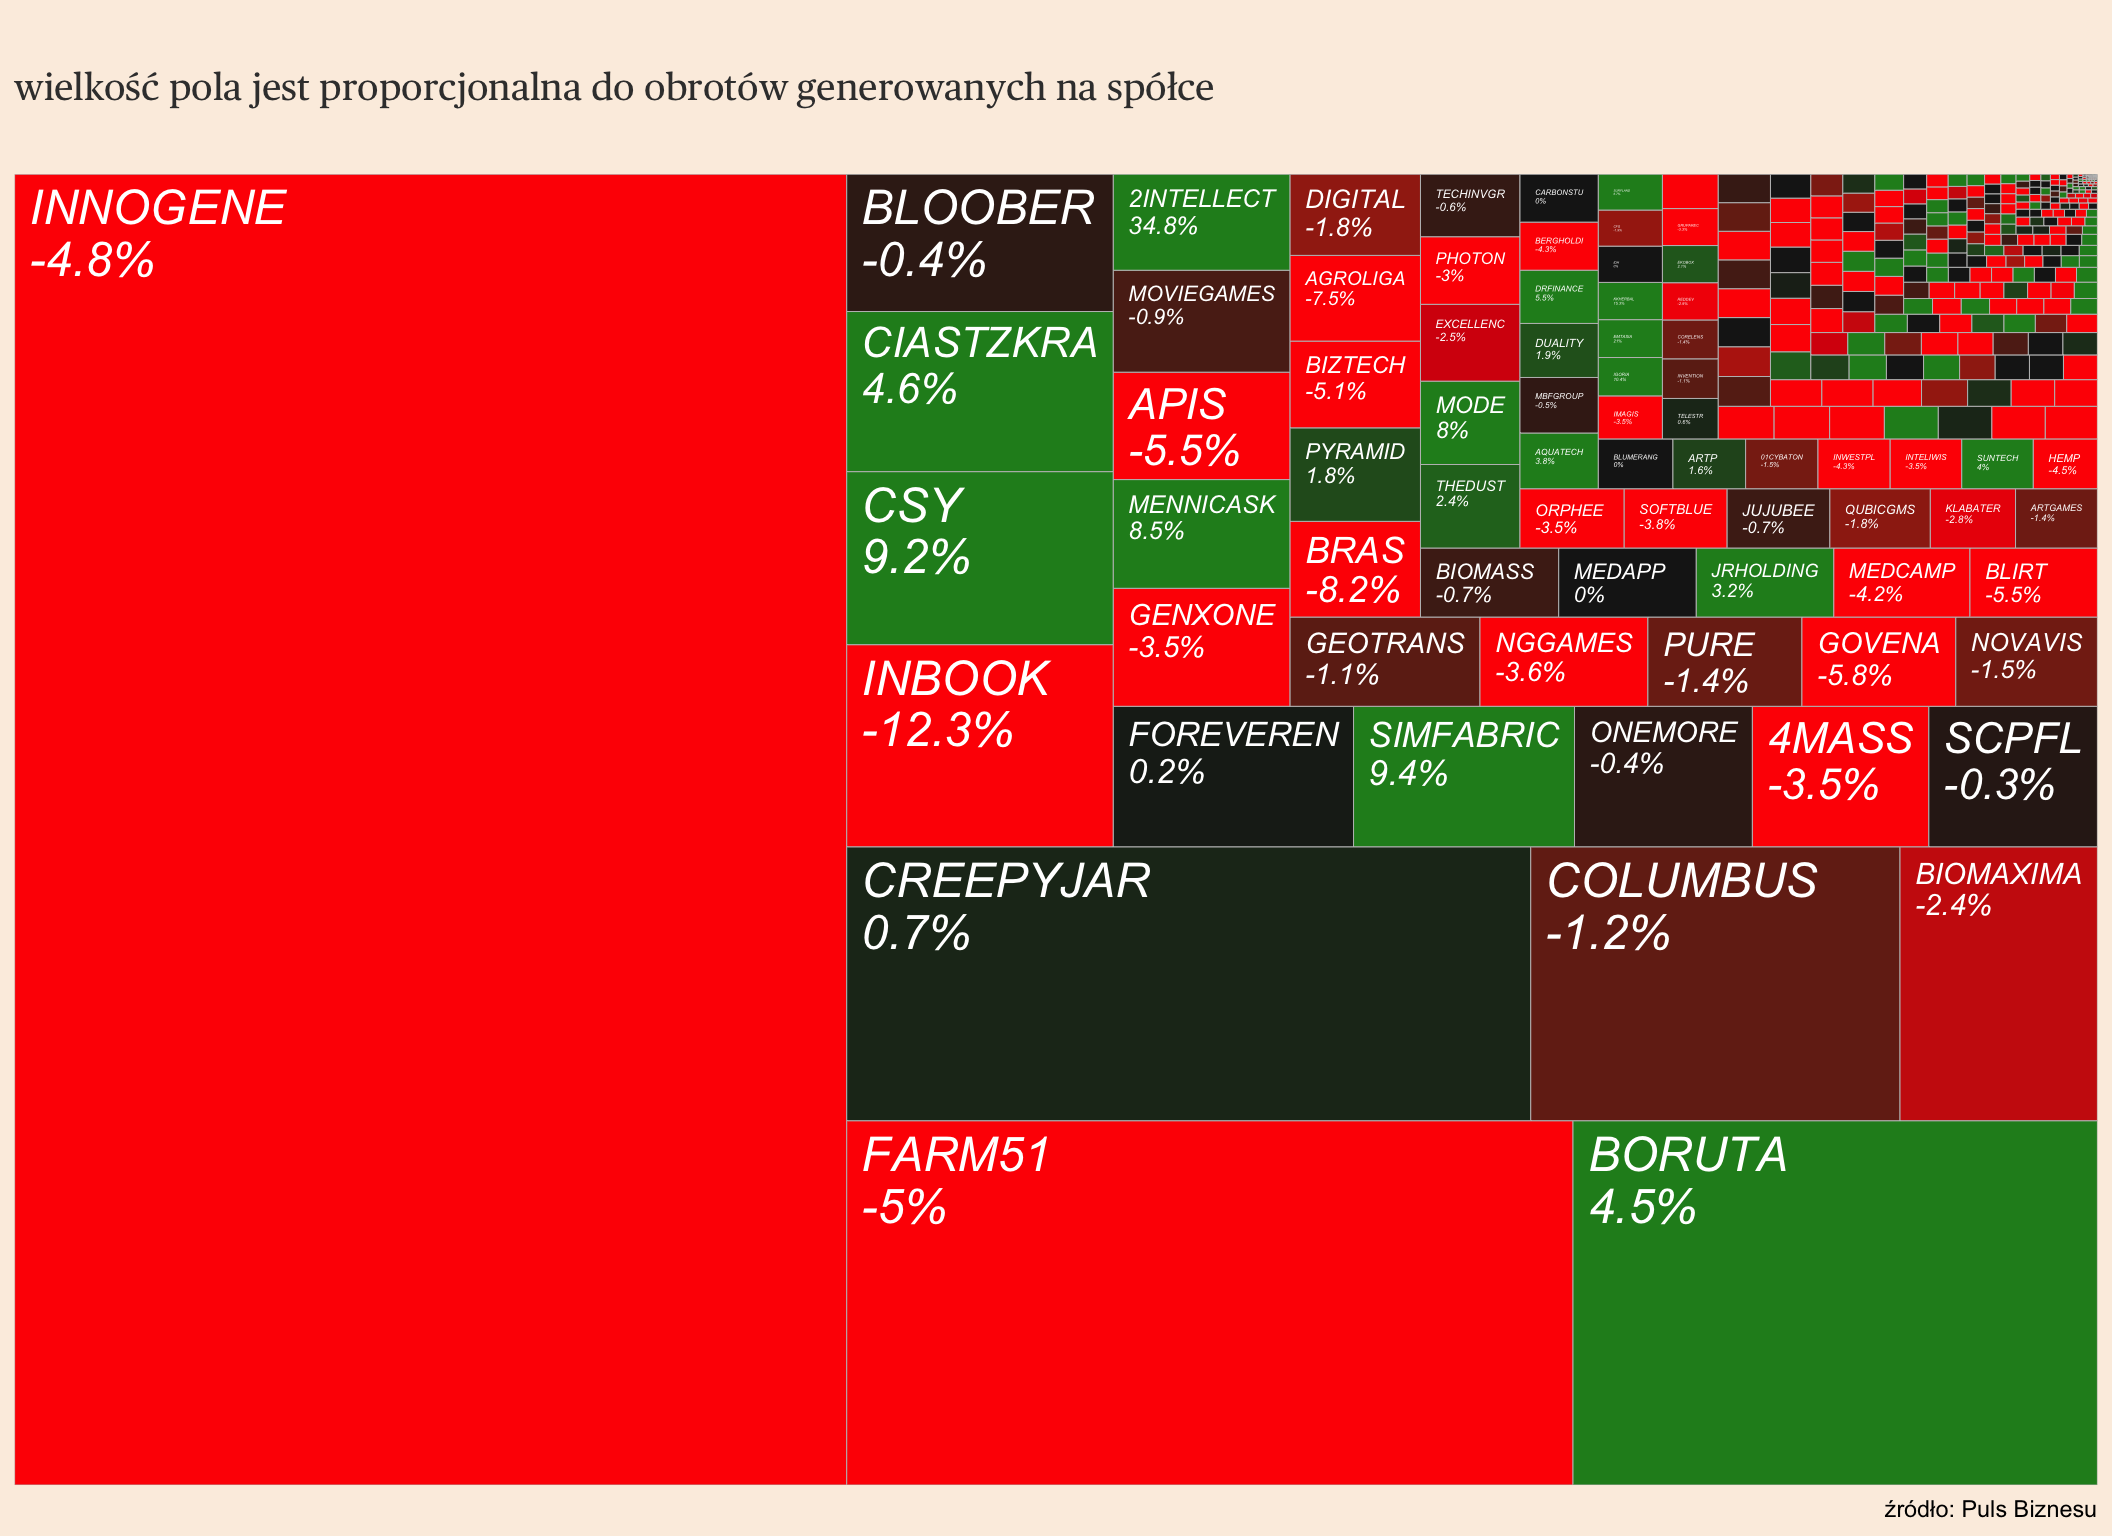 wielkość pola jest proporcjonalna do obrotów generowanych na spółce
INNOGENE
-4.8%
BLOOBER
-0.4%
CIASTZKRA
4.6%
CSY
9.2%
INBOOK
-12.3%
2INTELLECT
34.8%
MOVIEGAMES
-0.9%
APIS
-5.5%
MENNICASK
8.5%
GENXONE
-3.5%
DIGITAL
-1.8%
AGROLIGA
-7.5%
BIZTECH
-5.1%
PYRAMID
1.8%
BRAS
-8.2%
TECHINVGR
-0.6%
PHOTON
-3%
EXCELLENC
-2.5%
MODE
8%
THEDUST
2.4%
CARBONSTU
0%
BERGHOLDI
-4.3%
DRFINANCE
5.5%
DUALITY
1.9%
MBFGROUP
-0.5%
AQUATECH
3.8%
IMAGIS
-3.5%
CORELENS
-1.4%
INVENTION
-1.1%
TELESTR
0.6%
BLUMERANG
0%
ARTP
1.6%
01CYBATON
-1.5%
INWESTPL
-4.3%
INTELIWIS
-3.5%
SUNTECH
4%
HEMP
-4.5%
ORPHEE
-3.5%
SOFTBLUE
-3.8%
JUJUBEE
-0.7%
QUBICGMS
-1.8%
KLABATER
-2.8%
ARTGAMES
-1.4%
BIOMASS
-0.7%
MEDAPP
0%
JRHOLDING
3.2%
MEDCAMP
-4.2%
BLIRT
-5.5%
GEOTRANS
-1.1%
NGGAMES
-3.6%
PURE
-1.4%
GOVENA
-5.8%
NOVAVIS
-1.5%
FOREVEREN
0.2%
SIMFABRIC
9.4%
ONEMORE
-0.4%
4MASS
-3.5%
SCPFL
-0.3%
CREEPYJAR
0.7%
COLUMBUS
-1.2%
BIOMAXIMA
-2.4%
FARM51
-5%
BORUTA
4.5%
źródło: Puls Biznesu